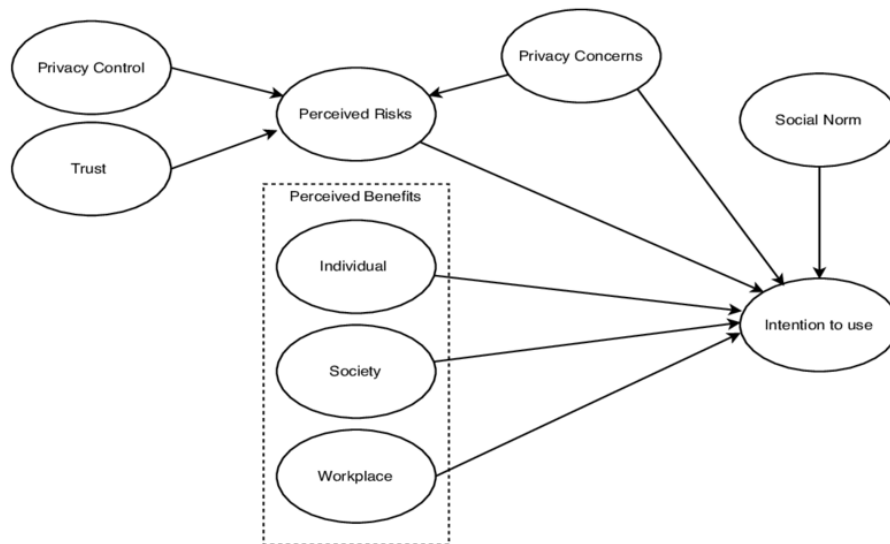 Privacy Control
Privacy Concerns
Perceived Risks
Social Norm
Trust
Perceived Benefits
Individual
Intention to use
Society
Workplace